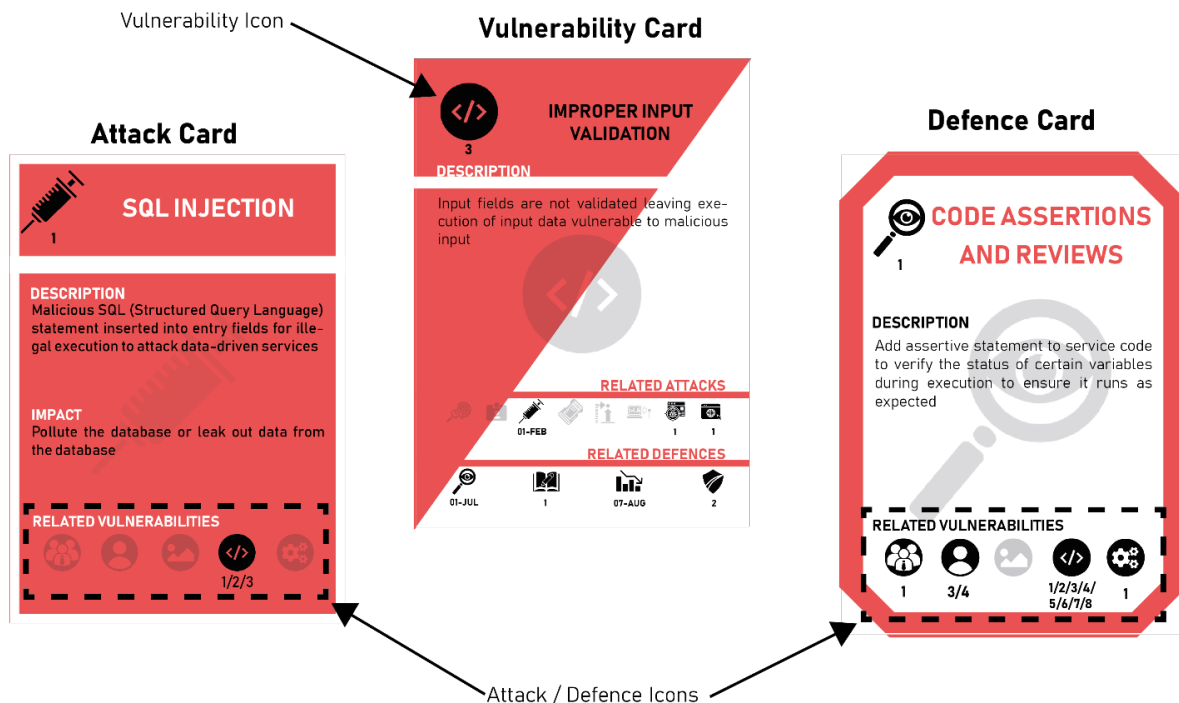 Vulnerability Icon
Vulnerability Card
IMPROPER INPUT
VALIDATION
3
DESCRIPTION
Input fields are not validated leaving exe-
cution of input data vulnerable to malicious
input
RELATED ATTACKS
01-FEB 1 1
RELATED DEFENCES
01-JUL 1 07-AUG 2
Attack Card
SQL INJECTION
1
DESCRIPTION
Malicious SQL (Structured Query Language)
statement inserted into entry fields for ille-
gal execution to attack data-driven services
IMPACT
Pollute the database or leak out data from
the database
RELATED VULNERABILITIES
</>
1/2/3
Defence Card
CODE ASSERTIONS
AND REVIEWS
1
DESCRIPTION
Add assertive statement to service code
to verify the status of certain variables
during execution to ensure it runs as
expected
RELATED VULNERABILITIES
</>
1 3/4 1/2/3/4/ 1
5/6/7/8
Attack / Defence Icons